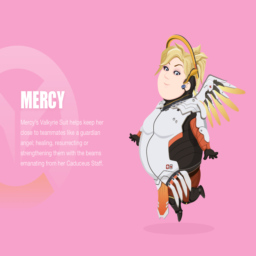 MERCY
Mercy's Valkyrie Suit helps keep her
close to teammates like a guardian
angel; healing, resurrecting or
strengthening them with the beams
emanating from her Caduceus Staff.